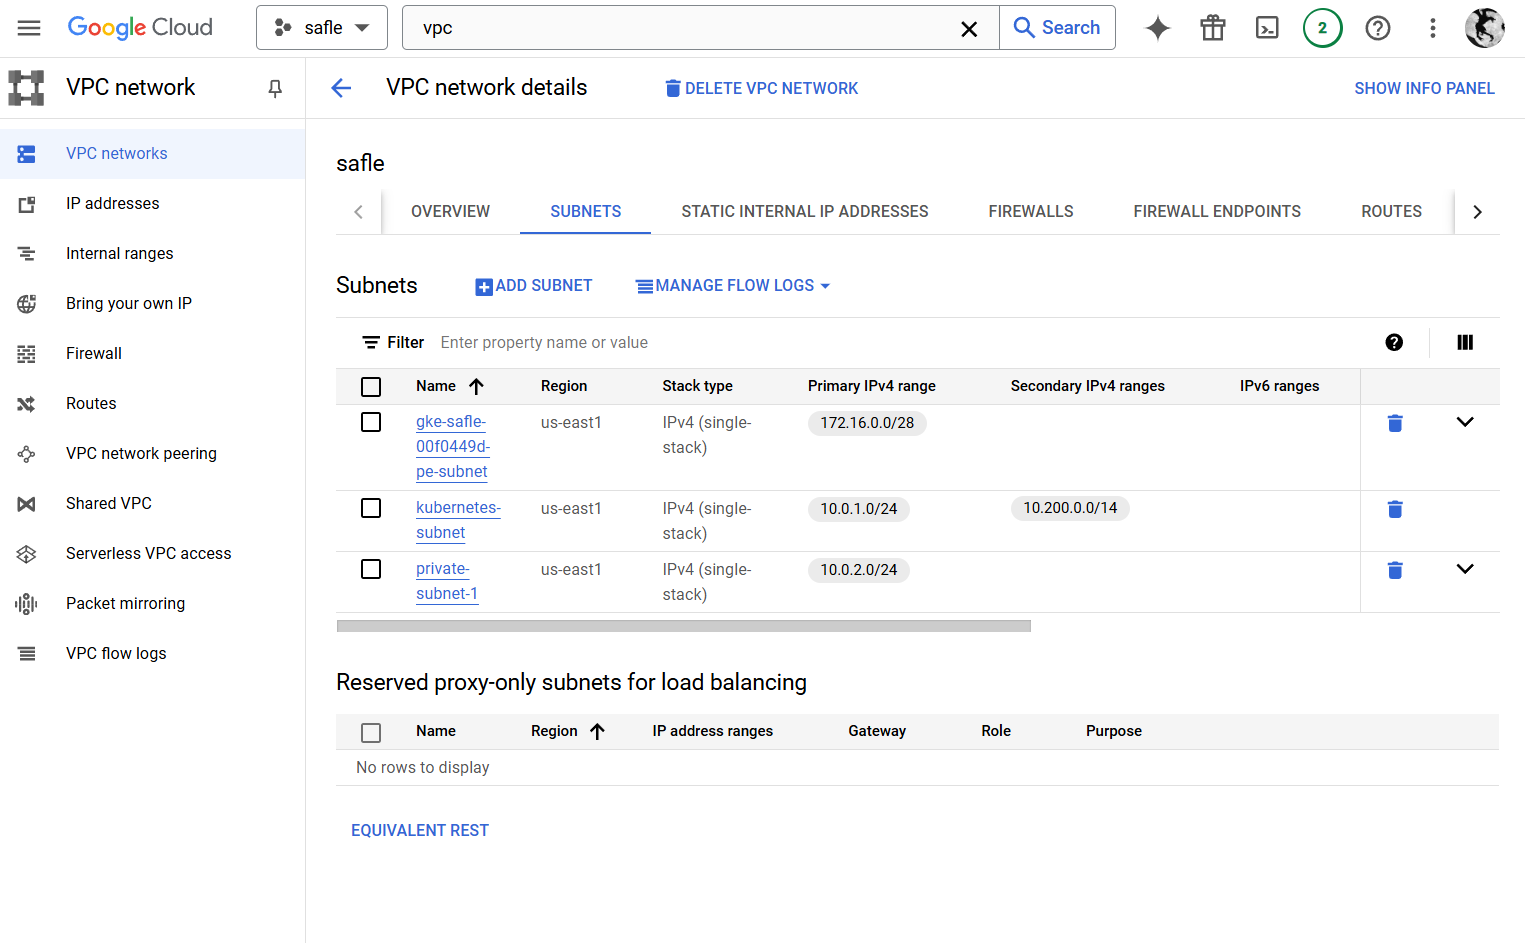 Google Cloud
safle
vpc
Search
2
VPC network
VPC network details
DELETE VPC NETWORK
SHOW INFO PANEL
VPC networks
IP addresses
Internal ranges
Bring your own IP
Firewall
Routes
VPC network peering
Shared VPC
Serverless VPC access
Packet mirroring
VPC flow logs
safle
OVERVIEW SUBNETS STATIC INTERNAL IP ADDRESSES FIREWALLS FIREWALL ENDPOINTS ROUTES
Subnets ADD SUBNET MANAGE FLOW LOGS
Filter Enter property name or value
Name Region Stack type Primary IPv4 range Secondary IPv4 ranges IPv6 ranges
gke-safle- us-east1 IPv4 (single- 172.16.0.0/28
00f0449d- stack)
pe-subnet
kubernetes- us-east1 IPv4 (single- 10.0.1.0/24 10.200.0.0/14
subnet stack)
private- us-east1 IPv4 (single- 10.0.2.0/24
subnet-1 stack)
Reserved proxy-only subnets for load balancing
Name Region IP address ranges Gateway Role Purpose
No rows to display
EQUIVALENT REST